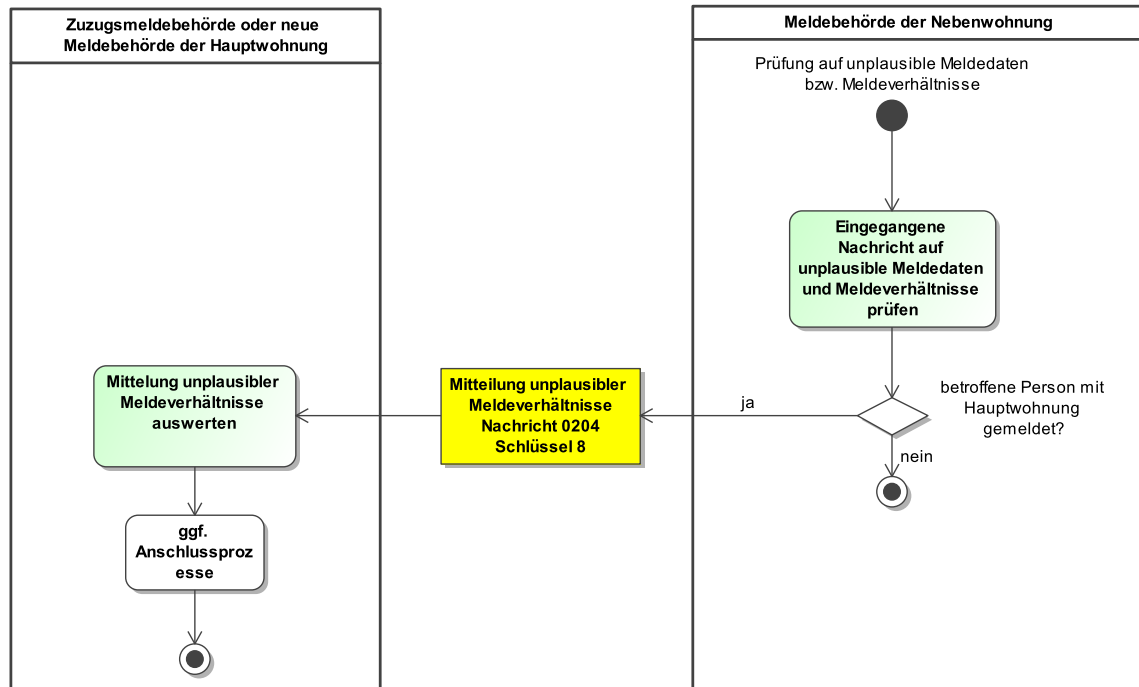 Zuzugsmeldebehörde oder neue
Meldebehörde der Hauptwohnung
Meldebehörde der Nebenwohnung
Prüfung auf unplausible Meldedaten
bzw. Meldeverhältnisse
Eingegangene
Nachricht auf
unplausible Meldedaten
und Meldeverhältnisse
prüfen
betroffene Person mit
Hauptwohnung
gemeldet?
ja
nein
Mitteilung unplausibler
Meldeverhältnisse
Nachricht 0204
Schlüssel 8
Mittelung unplausibler
Meldeverhältnisse
auswerten
ggf.
Anschlussproz
esse